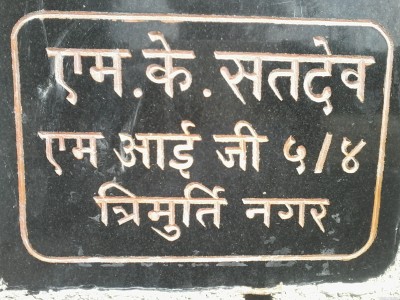 एम. के. सतदेव
एम आई जी ५/४
त्रिमुर्ति नगर